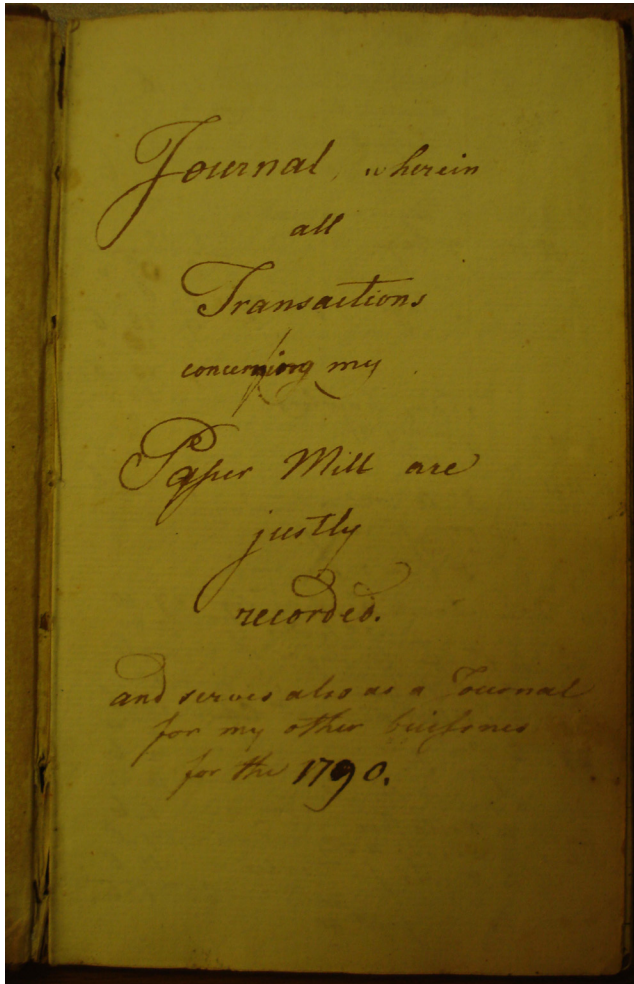 Journal, wherein
all
Transactions
concerning my
Paper Mill are
justly
recorded.
and serves also as a Journal
for my other
for the 1790.